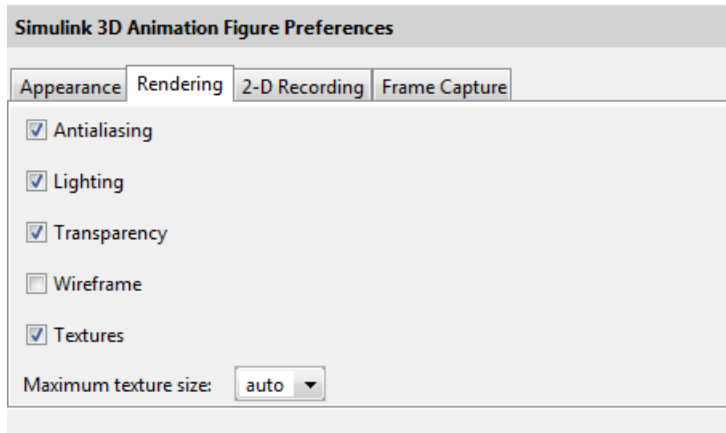 Simulink 3D Animation Figure Preferences
Appearance Rendering 2-D Recording Frame Capture
Antialiasing
Lighting
Transparency
Wireframe
Textures
Maximum texture size: auto